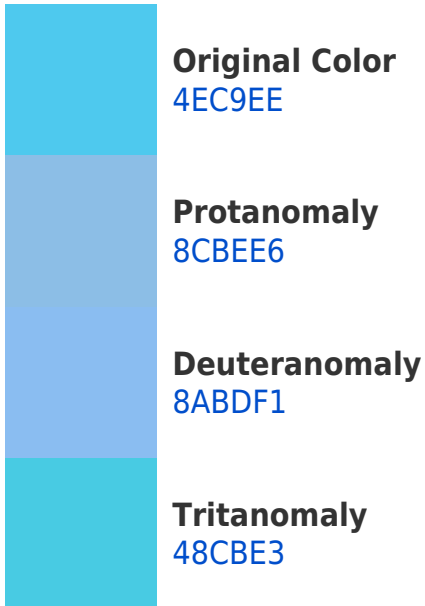 Original Color
4EC9EE
Protanomaly
8CBEE6
Deuteranomaly
8ABDF1
Tritanomaly
48CBE3